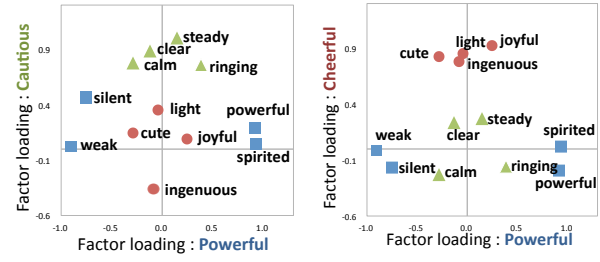 Factor loading : Cautious
0.9
0.4
-0.1
-0.6
steady
clear
calm
ringing
silent
light
powerful
cute
joyful
weak
spirited
ingenuous
-1.0
-0.5
0.0
0.5
1.0
Factor loading : Powerful
Factor loading : Cheerful
0.9
0.4
-0.1
-0.6
light
joyful
cute
ingenuous
steady
clear
spirited
weak
silent
calm
ringing
powerful
-1.0
-0.5
0.0
0.5
1.0
Factor loading : Powerful